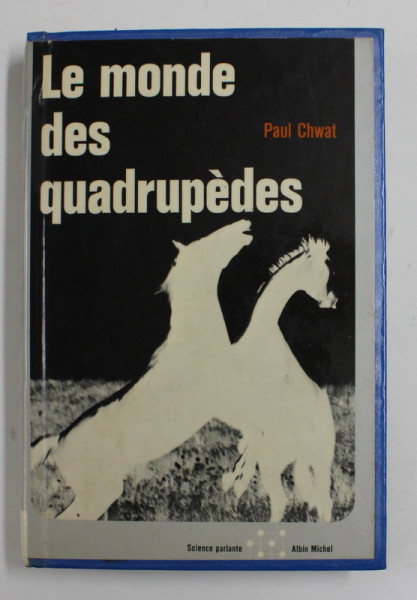 Le monde
des
quadrupèdes
Paul Chwat
Science parlante
Albin Michel